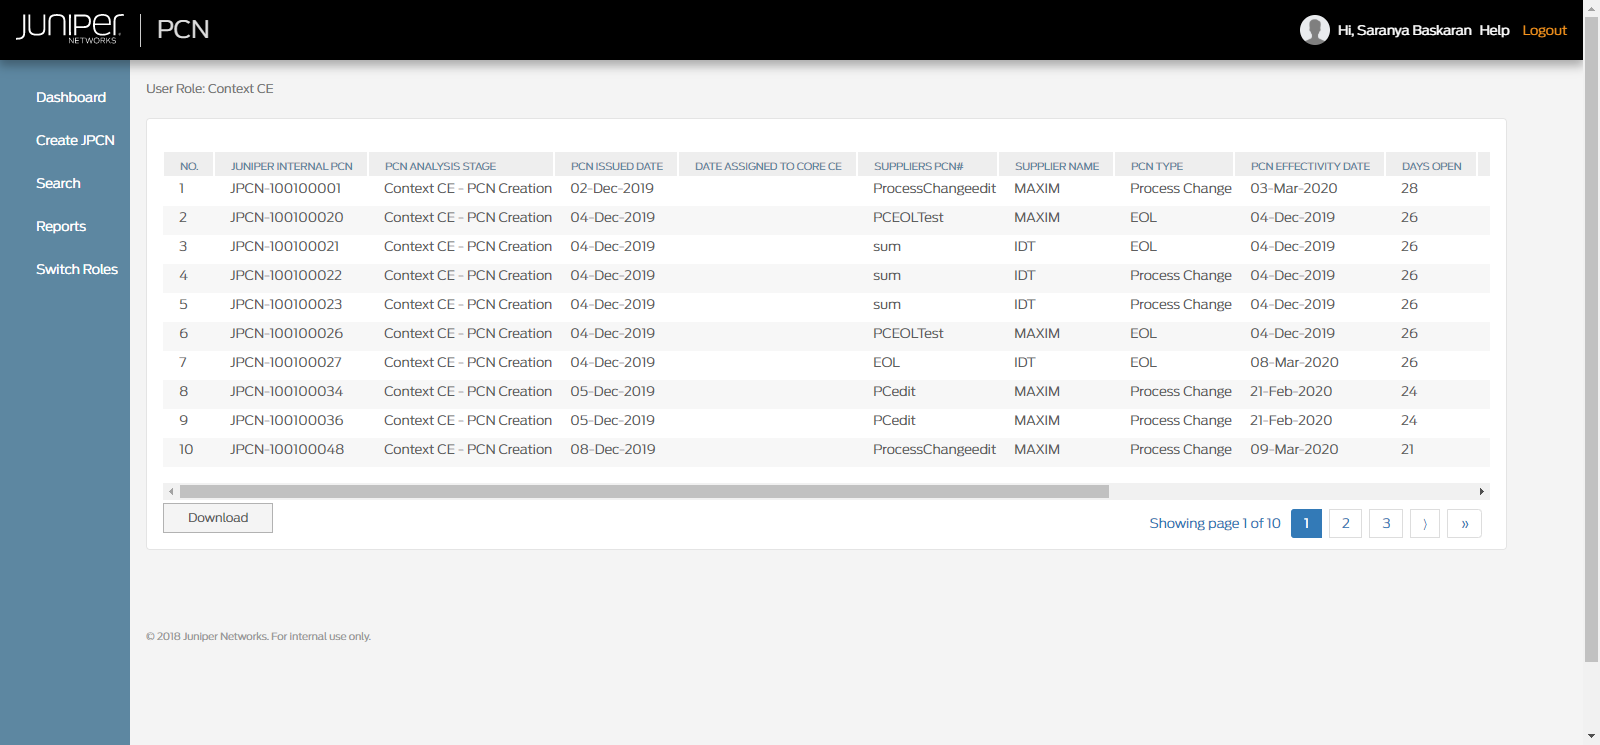 JUNIPEr NETWORKS PCN Hi, Saranya Baskaran Help Logout
Dashboard
Create JPCN
Search
Reports
Switch Roles
User Role: Context CE
NO. JUNIPER INTERNAL PCN PCN ANALYSIS STAGE PCN ISSUED DATE DATE ASSIGNED TO CORE CE SUPPLIERS PCN# SUPPLIER NAME PCN TYPE PCN EFFECTIVITY DATE DAYS OPEN
1 JPCN-100100001 Context CE - PCN Creation 02-Dec-2019 ProcessChangeedit MAXIM Process Change 03-Mar-2020 28
2 JPCN-100100020 Context CE - PCN Creation 04-Dec-2019 PCEOLTest MAXIM EOL 04-Dec-2019 26
3 JPCN-100100021 Context CE - PCN Creation 04-Dec-2019 sum IDT EOL 04-Dec-2019 26
4 JPCN-100100022 Context CE - PCN Creation 04-Dec-2019 sum IDT Process Change 04-Dec-2019 26
5 JPCN-100100023 Context CE - PCN Creation 04-Dec-2019 sum IDT Process Change 04-Dec-2019 26
6 JPCN-100100026 Context CE - PCN Creation 04-Dec-2019 PCEOLTest MAXIM EOL 04-Dec-2019 26
7 JPCN-100100027 Context CE - PCN Creation 04-Dec-2019 EOL IDT EOL 08-Mar-2020 26
8 JPCN-100100034 Context CE - PCN Creation 05-Dec-2019 PCedit MAXIM Process Change 21-Feb-2020 24
9 JPCN-100100036 Context CE - PCN Creation 05-Dec-2019 PCedit MAXIM Process Change 21-Feb-2020 24
10 JPCN-100100048 Context CE - PCN Creation 08-Dec-2019 ProcessChangeedit MAXIM Process Change 09-Mar-2020 21
Download
Showing page 1 of 10 1 2 3 ⟩ »
© 2018 Juniper Networks. For internal use only.